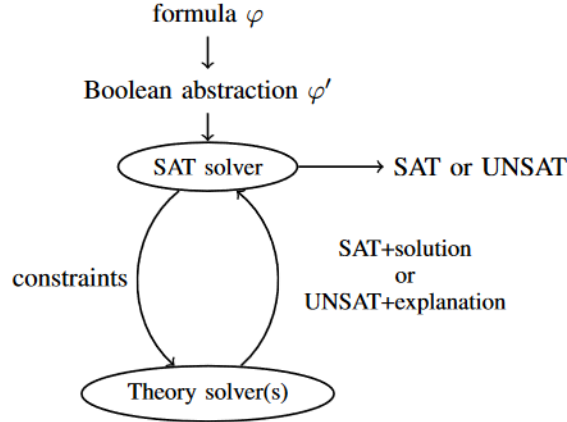 formula φ
Boolean abstraction φ′
SAT solver
SAT or UNSAT
constraints
SAT+solution
or
UNSAT+explanation
Theory solver(s)